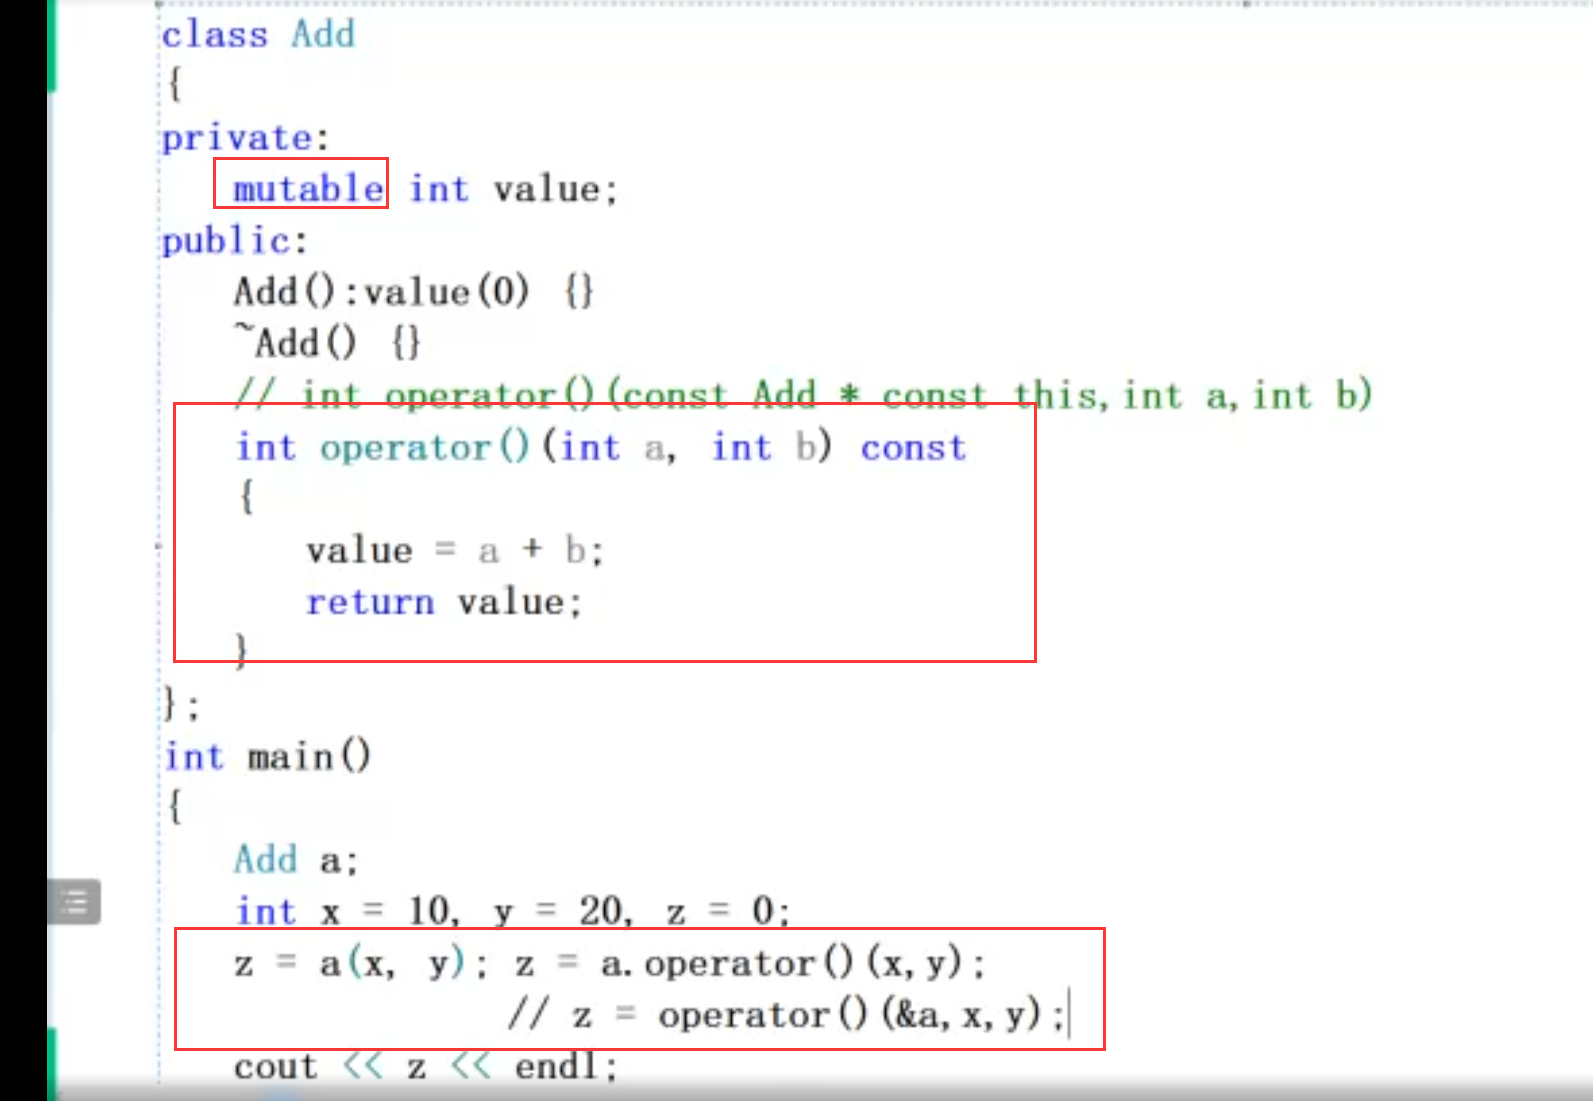 class Add
{
private:
mutable int value;
public:
Add():value(0) {}
~Add() {}
// int operator()(const Add * const this,int a,int b)
int operator()(int a, int b) const
{
value = a + b;
return value;
}
};
int main()
{
Add a;
int x = 10, y = 20, z = 0;
z = a(x, y); z = a.operator()(x,y);
// z = operator()(&a,x,y);
cout << z << endl;